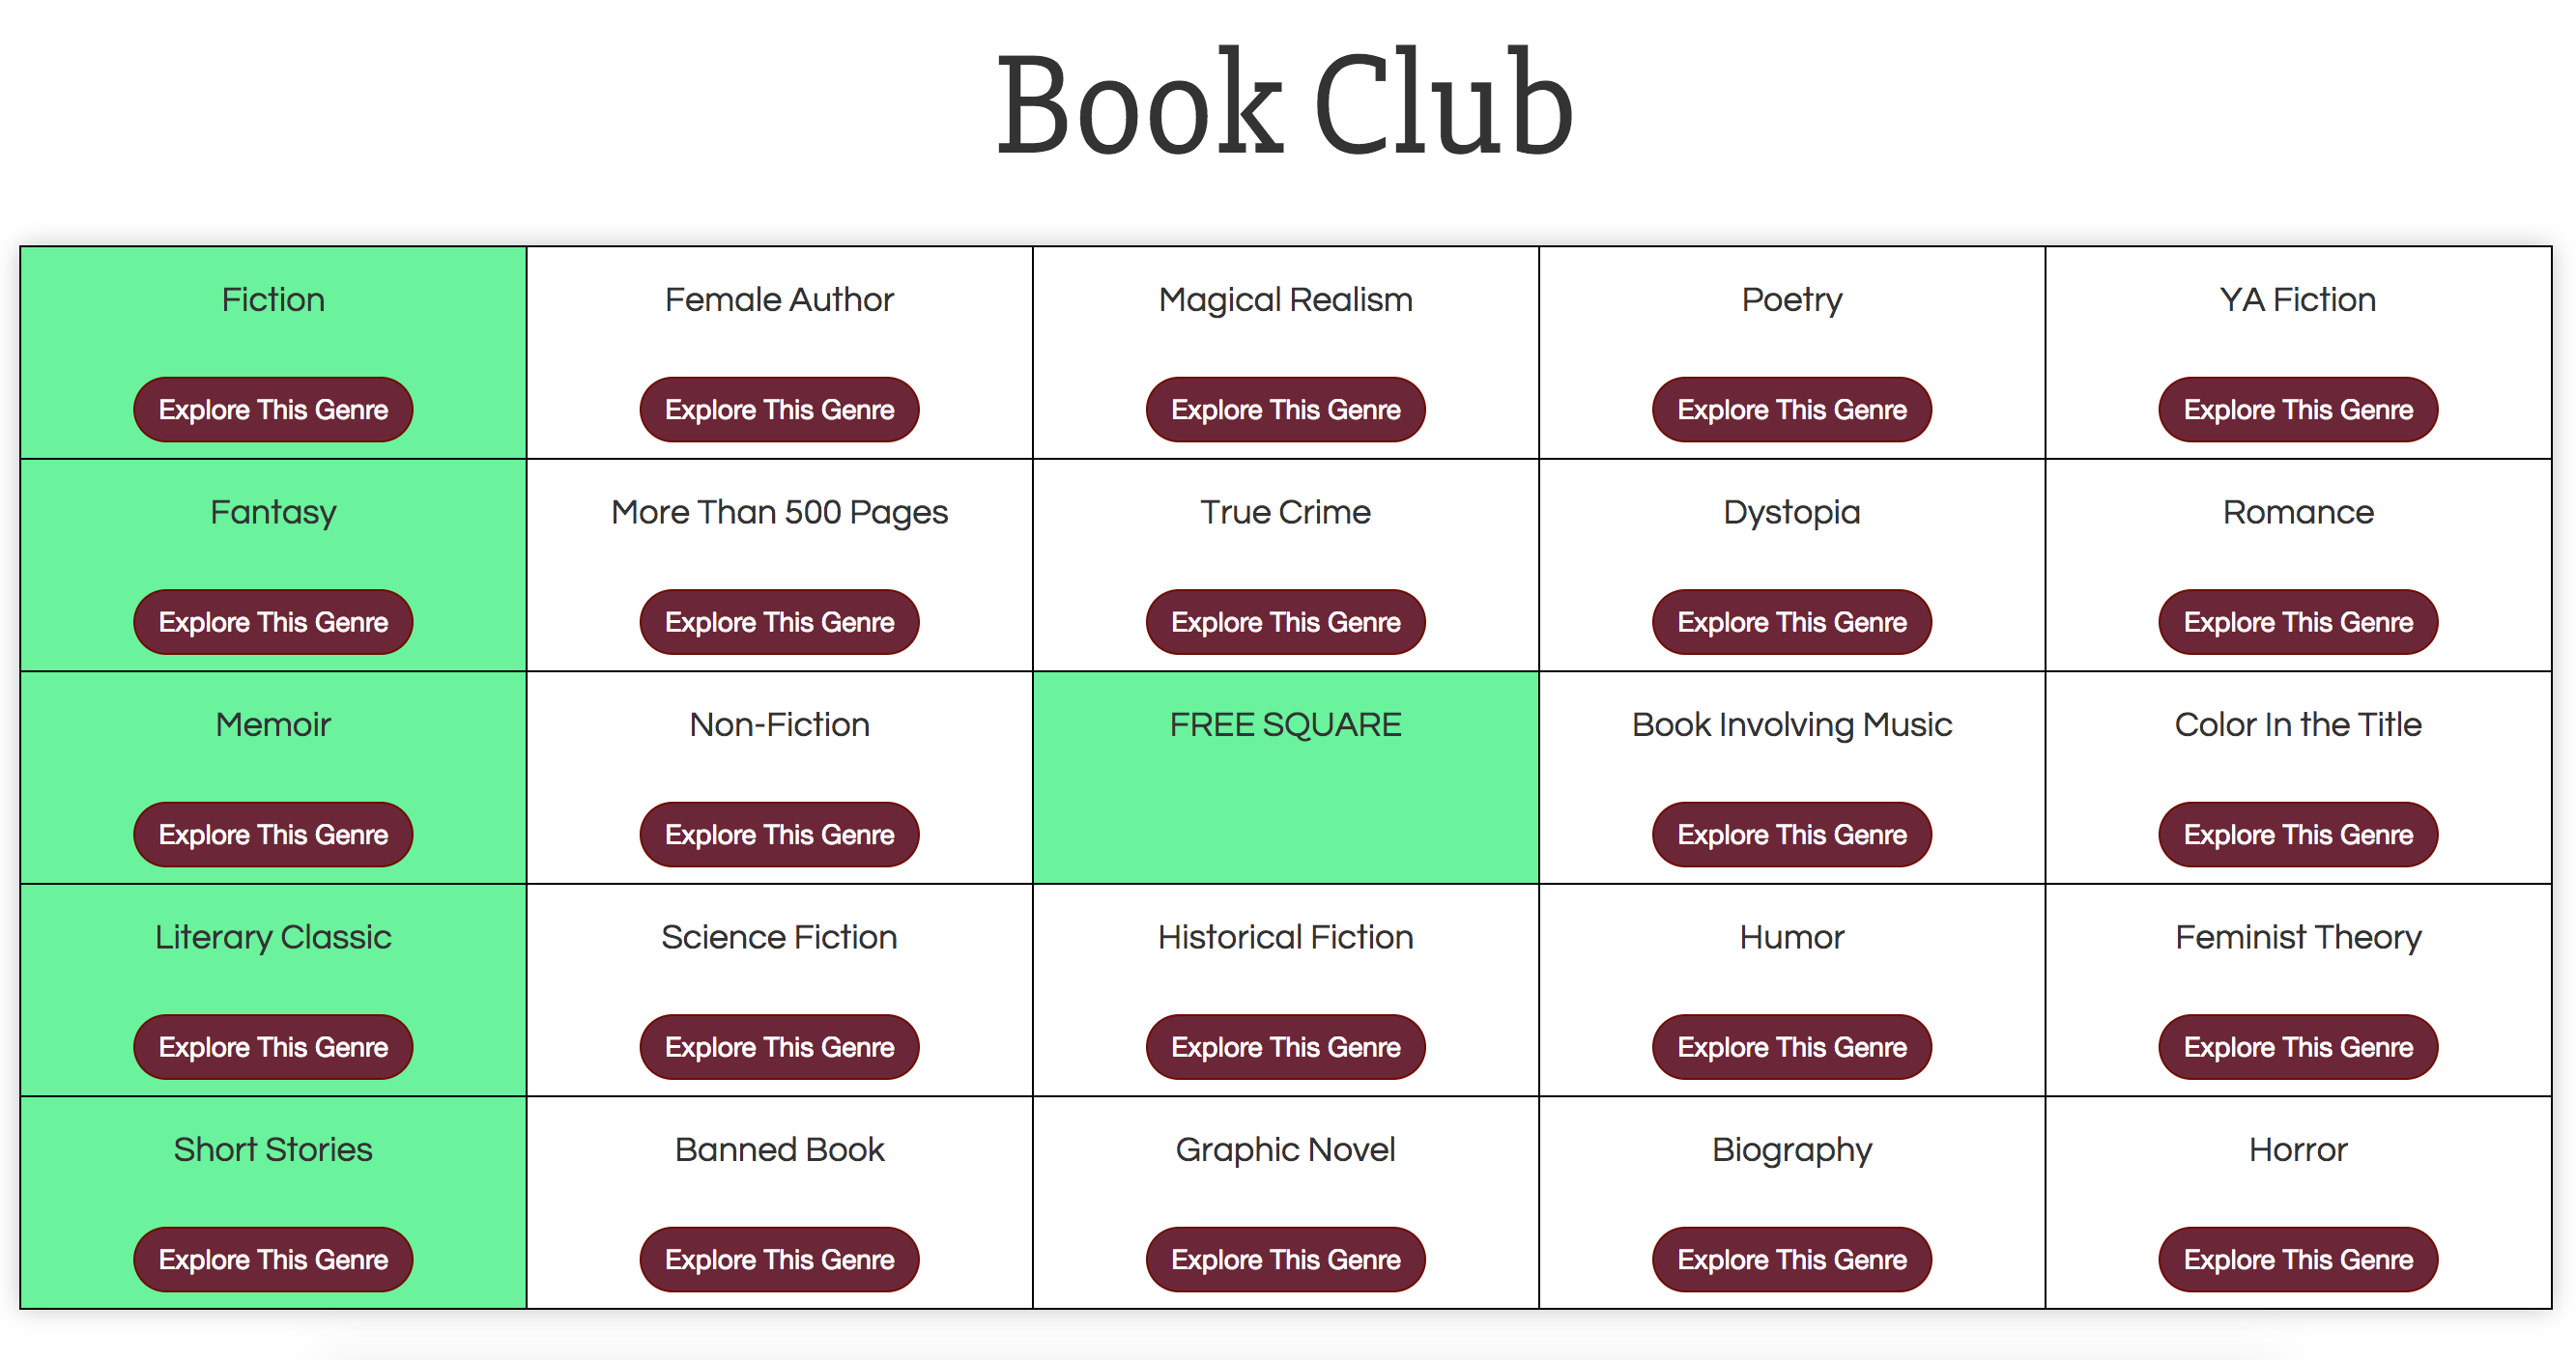 Book Club
Fiction
Female Author
Magical Realism
Poetry
YA Fiction
Explore This Genre
Explore This Genre
Explore This Genre
Explore This Genre
Explore This Genre
Fantasy
More Than 500 Pages
True Crime
Dystopia
Romance
Explore This Genre
Explore This Genre
Explore This Genre
Explore This Genre
Explore This Genre
Memoir
Non-Fiction
FREE SQUARE
Book Involving Music
Color In the Title
Explore This Genre
Explore This Genre
Explore This Genre
Explore This Genre
Literary Classic
Science Fiction
Historical Fiction
Humor
Feminist Theory
Explore This Genre
Explore This Genre
Explore This Genre
Explore This Genre
Explore This Genre
Short Stories
Banned Book
Graphic Novel
Biography
Horror
Explore This Genre
Explore This Genre
Explore This Genre
Explore This Genre
Explore This Genre